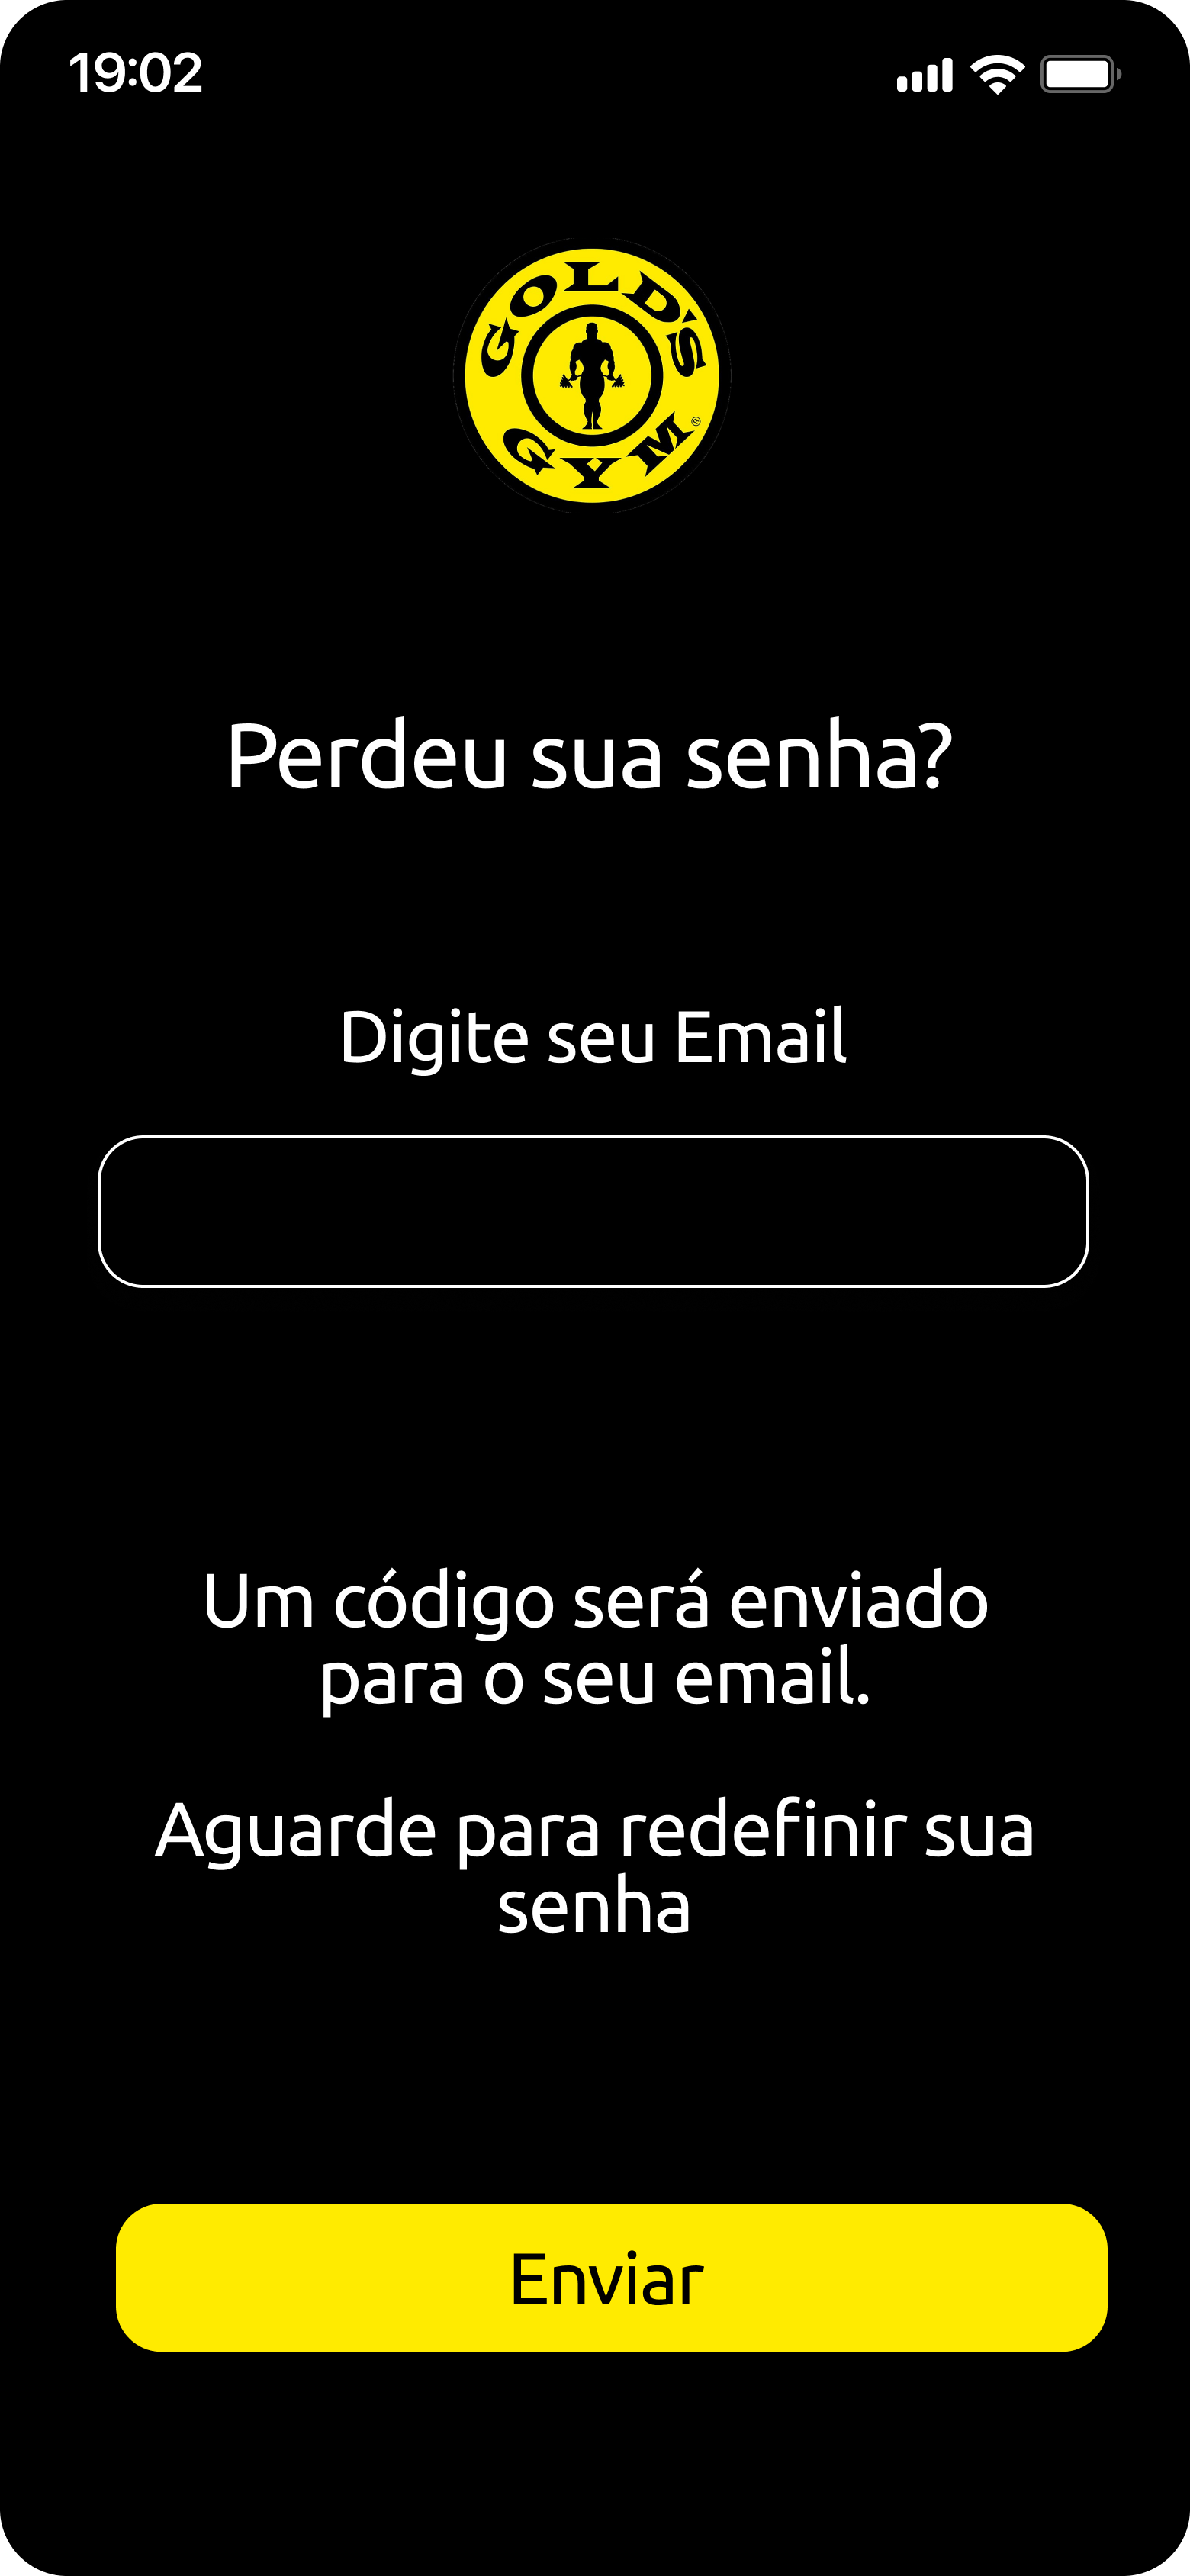 19:02
GOLD'S
GYM®
Perdeu sua senha?
Digite seu Email
Um código será enviado
para o seu email.
Aguarde para redefinir sua
senha
Enviar